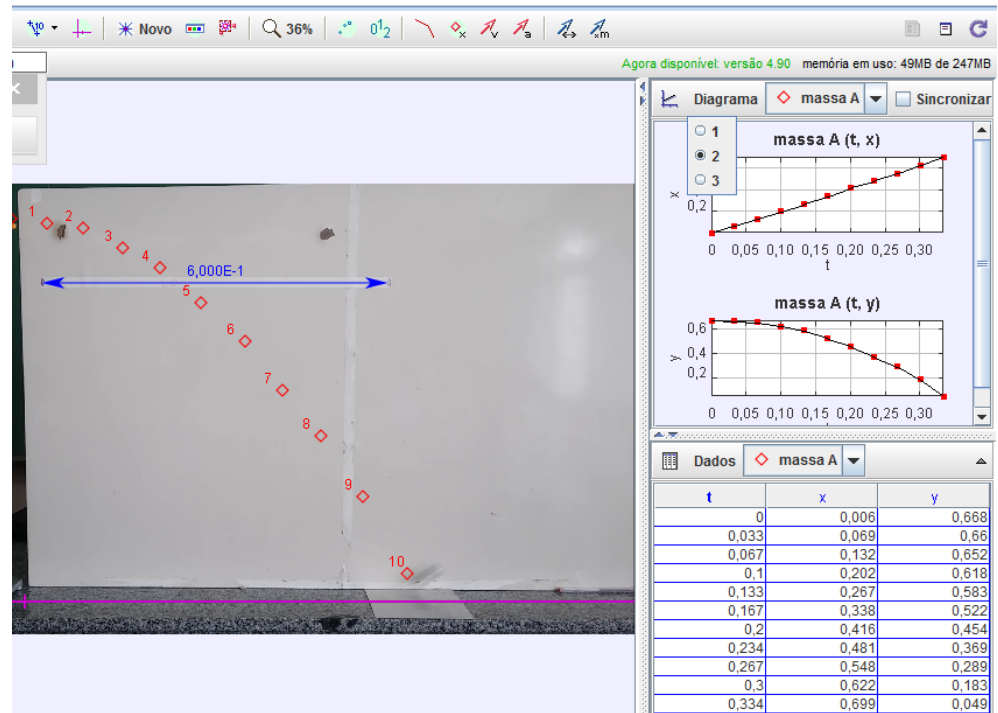 Novo 36%
Agora disponível: versão 4.90 memória em uso: 49MB de 247MB
Diagrama massa A Sincronizar
1
2
3
massa A (t, x)
x
0,2
0 0,05 0,10 0,15 0,20 0,25 0,30
t
massa A (t, y)
y
0,6
0,4
0,2
0 0,05 0,10 0,15 0,20 0,25 0,30
1
2
3
4
6,000E-1
5
6
7
8
9
10
Dados massa A
t x y
0 0,006 0,668
0,033 0,069 0,66
0,067 0,132 0,652
0,1 0,202 0,618
0,133 0,267 0,583
0,167 0,338 0,522
0,2 0,416 0,454
0,234 0,481 0,369
0,267 0,548 0,289
0,3 0,622 0,183
0,334 0,699 0,049